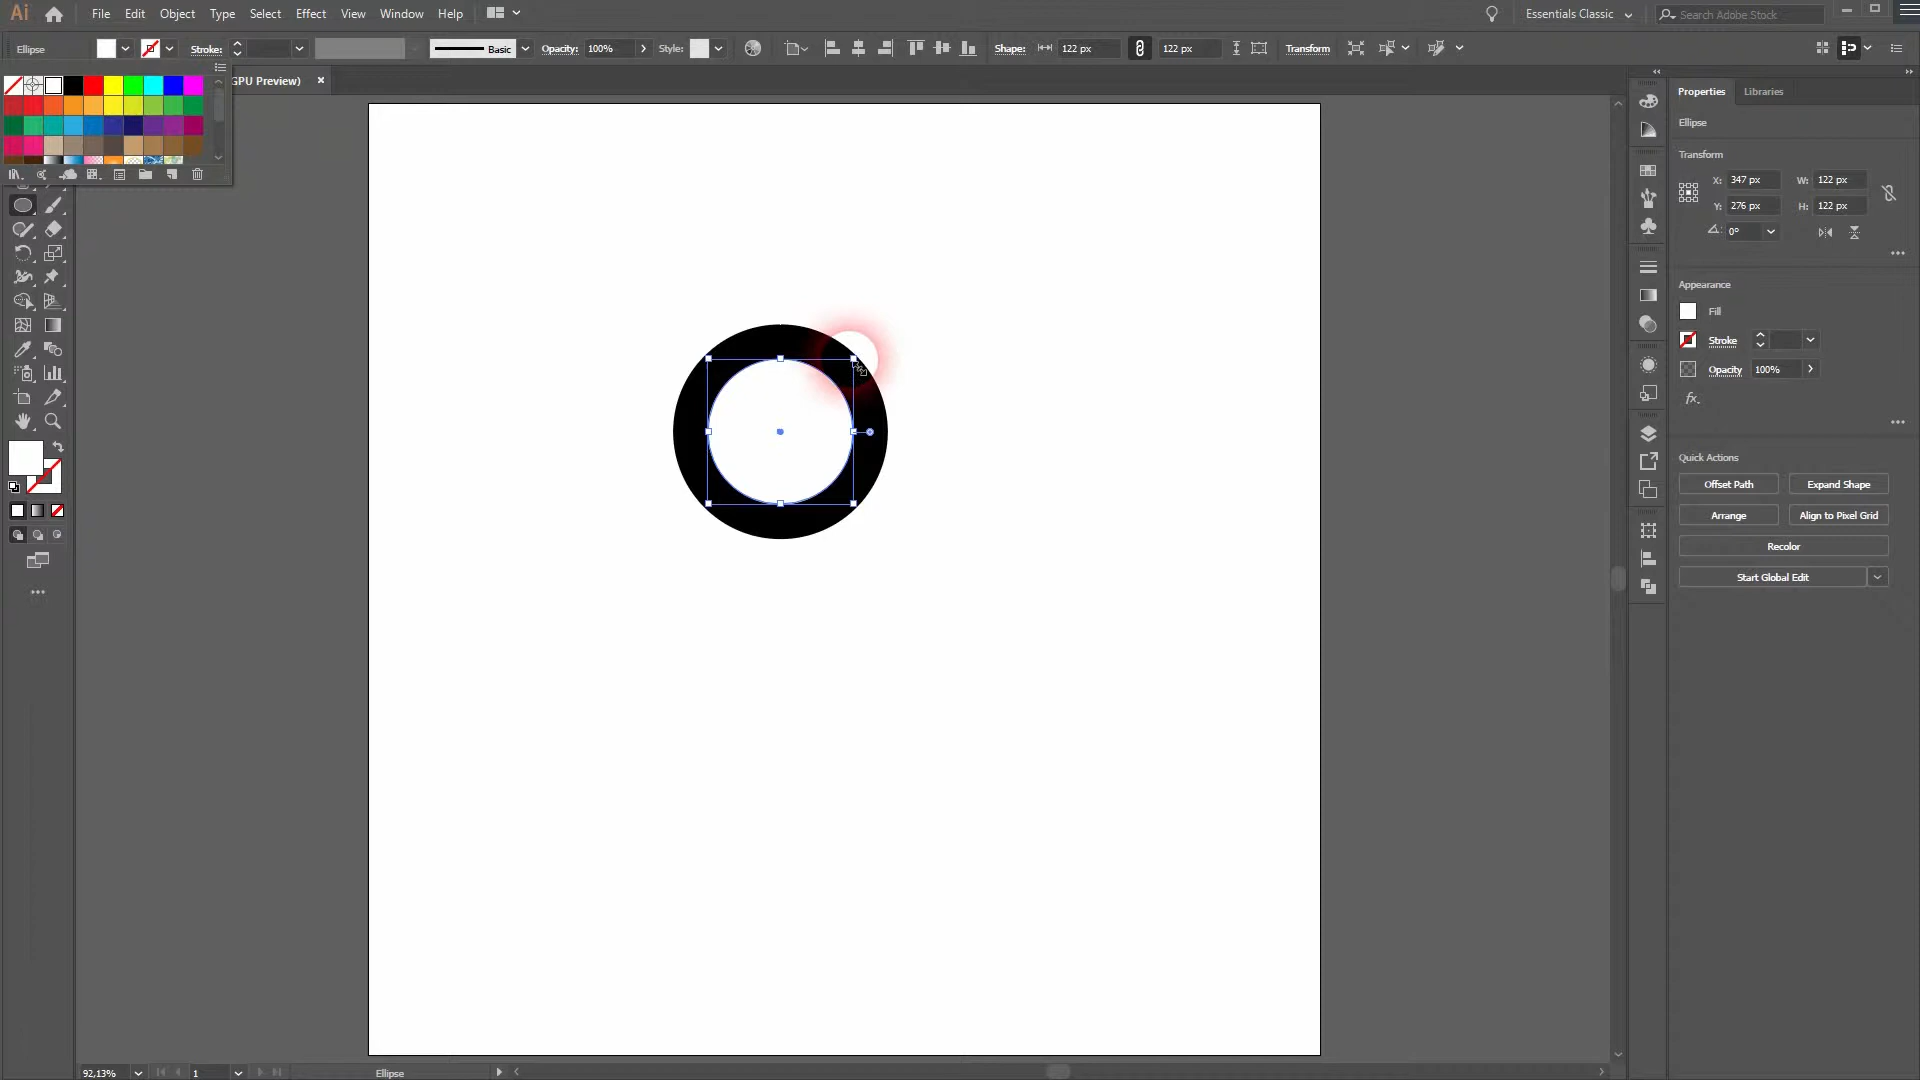 Ai File Edit Object Type Select Effect View Window Help Essentials Classic Search Adobe Stock
Ellipse Stroke: Basic Opacity: 100% Style: Shape: 122 px 122 px Transform
GPU Preview) ×
Properties Libraries
Ellipse
Transform
X: 347 px W: 122 px
Y: 276 px H: 122 px
0°
Appearance
Fill
Stroke
Opacity 100%
fx.
Quick Actions
Offset Path Expand Shape
Arrange Align to Pixel Grid
Recolor
Start Global Edit
92,13% 1 Ellipse